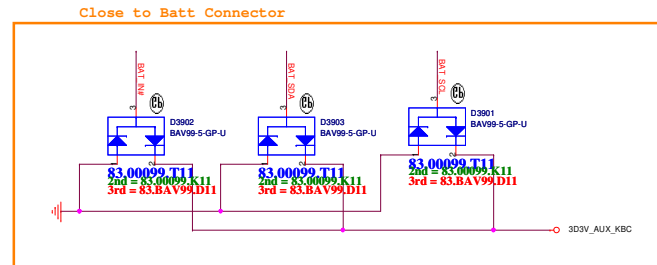 Close to Batt Connector
BAT_IN#
3
D3902
BAV99-5-GP-U
2
83.00099.T11
2nd = 83.00099.K11
3rd = 83.BAV99.D11
BAT_SDA
3
D3903
BAV99-5-GP-U
2
83.00099.T11
2nd = 83.00099.K11
3rd = 83.BAV99.D11
BAT_SCL
3
D3901
BAV99-5-GP-U
2
83.00099.T11
2nd = 83.00099.K11
3rd = 83.BAV99.D11
3D3V_AUX_KBC